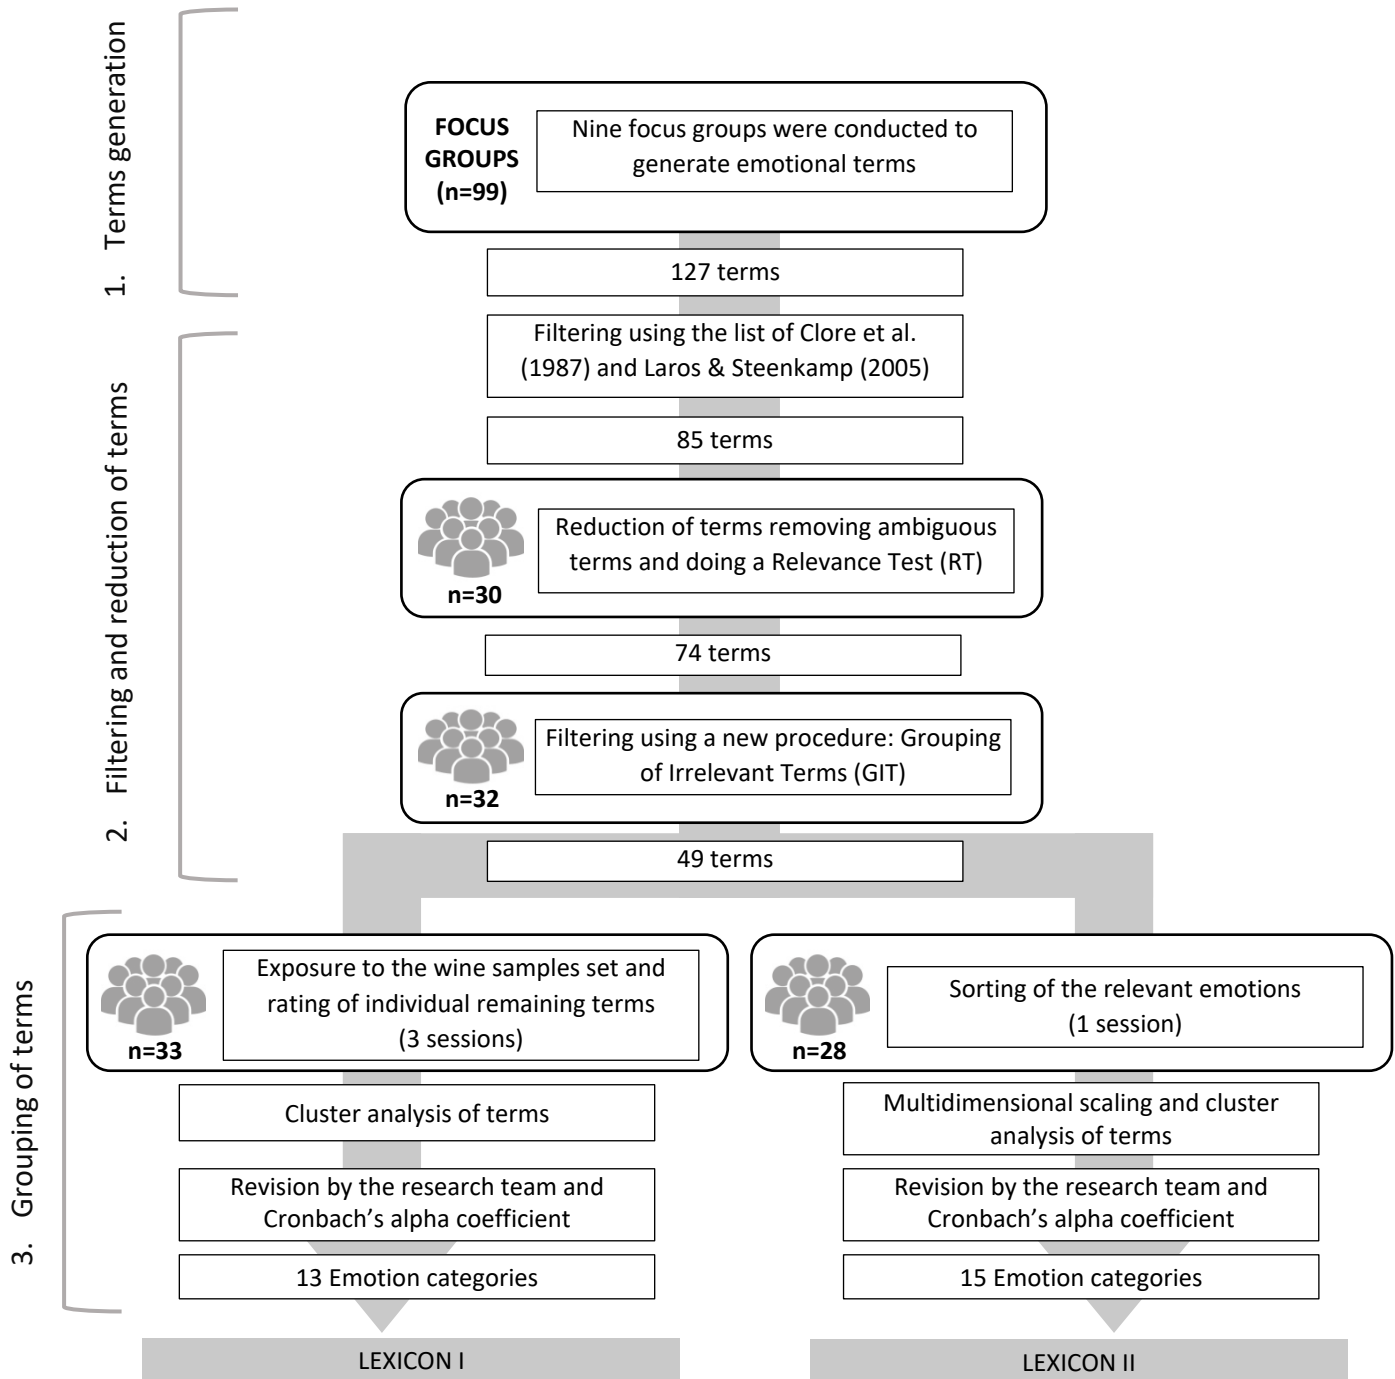 1. Terms generation
FOCUS
GROUPS
(n=99)
Nine focus groups were conducted to
generate emotional terms
127 terms
2. Filtering and reduction of terms
Filtering using the list of Clore et al.
(1987) and Laros & Steenkamp (2005)
85 terms
n=30
Reduction of terms removing ambiguous
terms and doing a Relevance Test (RT)
74 terms
n=32
Filtering using a new procedure: Grouping
of Irrelevant Terms (GIT)
49 terms
3. Grouping of terms
n=33
Exposure to the wine samples set and
rating of individual remaining terms
(3 sessions)
Cluster analysis of terms
Revision by the research team and
Cronbach’s alpha coefficient
13 Emotion categories
LEXICON I
n=28
Sorting of the relevant emotions
(1 session)
Multidimensional scaling and cluster
analysis of terms
Revision by the research team and
Cronbach’s alpha coefficient
15 Emotion categories
LEXICON II